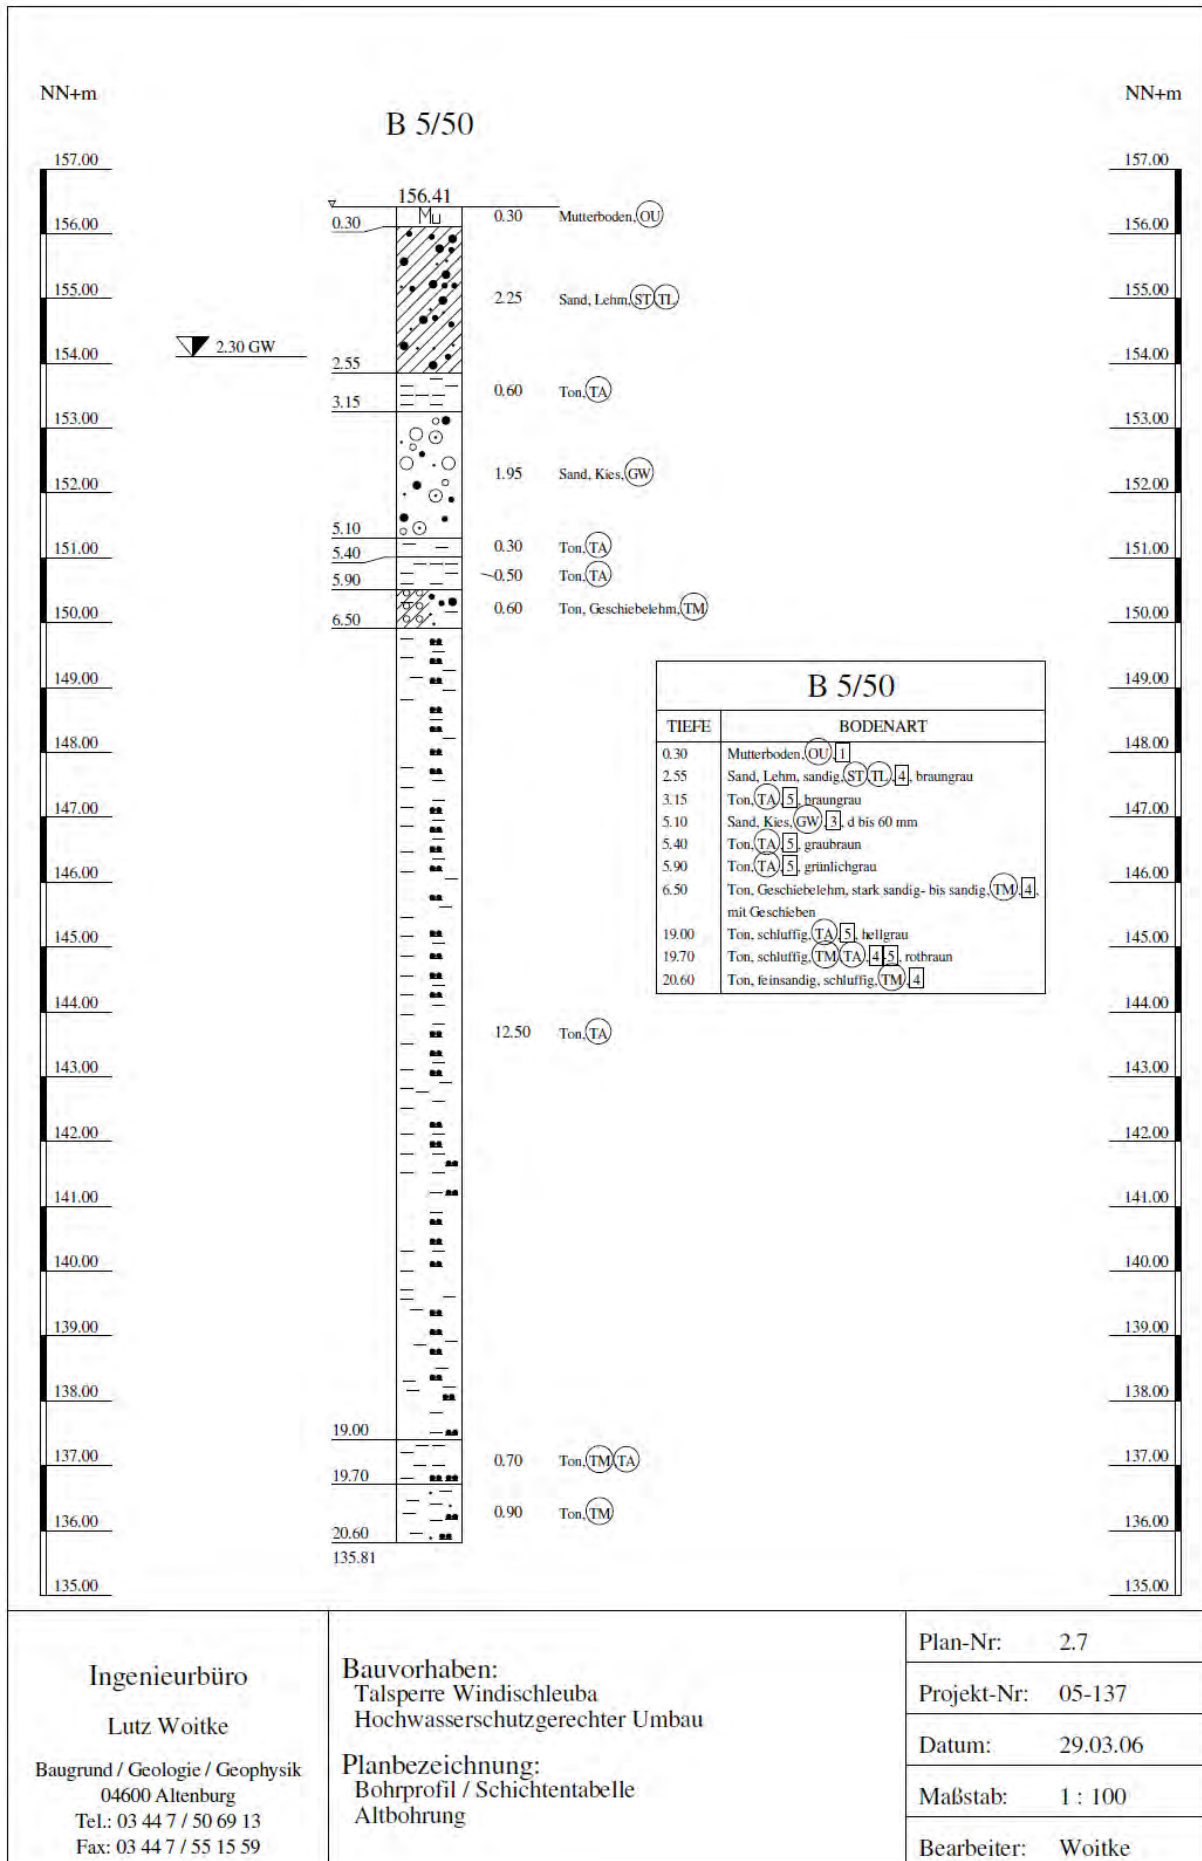 NN+m
NN+m
B 5/50
157.00
156.00
155.00
154.00
153.00
152.00
151.00
150.00
149.00
148.00
147.00
146.00
145.00
144.00
143.00
142.00
141.00
140.00
139.00
138.00
137.00
136.00
135.00
2.30 GW
156.41
Mu
0.30
2.55
3.15
5.10
5.40
5.90
6.50
19.00
19.70
20.60
135.81
0.30 Mutterboden, OU
2.25 Sand, Lehm, ST, TL
0.60 Ton, TA
1.95 Sand, Kies, GW
0.30 Ton, TA
0.50 Ton, TA
0.60 Ton, Geschiebelehm, TM
12.50 Ton, TA
0.70 Ton, TM, TA
0.90 Ton, TM
B 5/50
TIEFE BODENART
0.30 Mutterboden, OU, 1
2.55 Sand, Lehm, sandig, ST, TL, 4, braungrau
3.15 Ton, TA, 5, braungrau
5.10 Sand, Kies, GW, 3, d bis 60 mm
5.40 Ton, TA, 5, graubraun
5.90 Ton, TA, 5, grünlichgrau
6.50 Ton, Geschiebelehm, stark sandig- bis sandig, TM, 4,
mit Geschieben
19.00 Ton, schluffig, TA, 5, hellgrau
19.70 Ton, schluffig, TM, TA, 4-5, rotbraun
20.60 Ton, feinsandig, schluffig, TM, 4
157.00
156.00
155.00
154.00
153.00
152.00
151.00
150.00
149.00
148.00
147.00
146.00
145.00
144.00
143.00
142.00
141.00
140.00
139.00
138.00
137.00
136.00
135.00
Ingenieurbüro
Lutz Woitke
Baugrund / Geologie / Geophysik
04600 Altenburg
Tel.: 03 44 7 / 50 69 13
Fax: 03 44 7 / 55 15 59
Bauvorhaben:
Talsperre Windischleuba
Hochwasserschutzgerechter Umbau
Planbezeichnung:
Bohrprofil / Schichtentabelle
Altbohrung
Plan-Nr: 2.7
Projekt-Nr: 05-137
Datum: 29.03.06
Maßstab: 1 : 100
Bearbeiter: Woitke